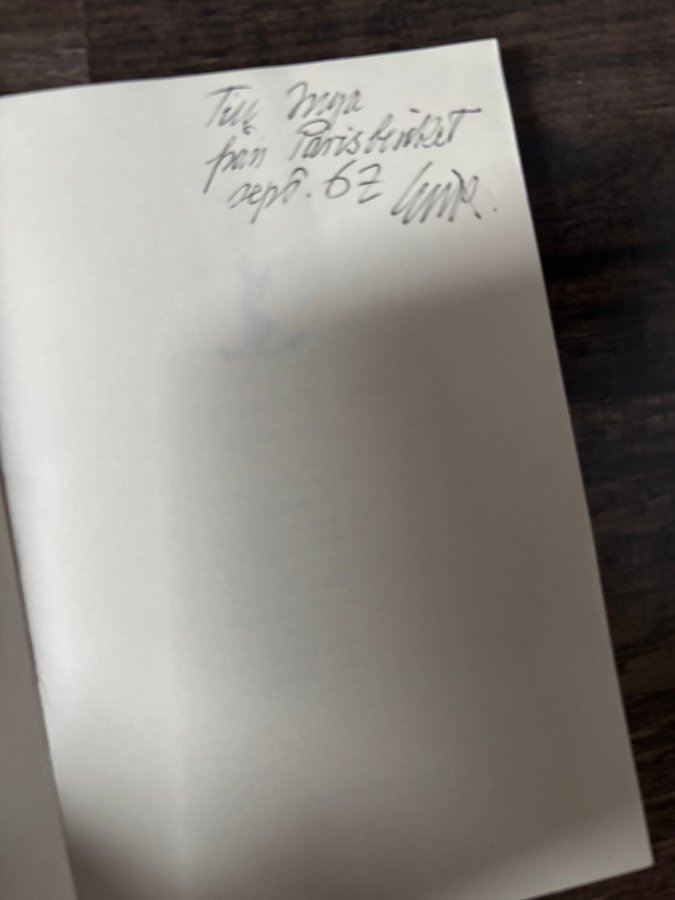 Till Inga
från Parisbesöket
sept. 67